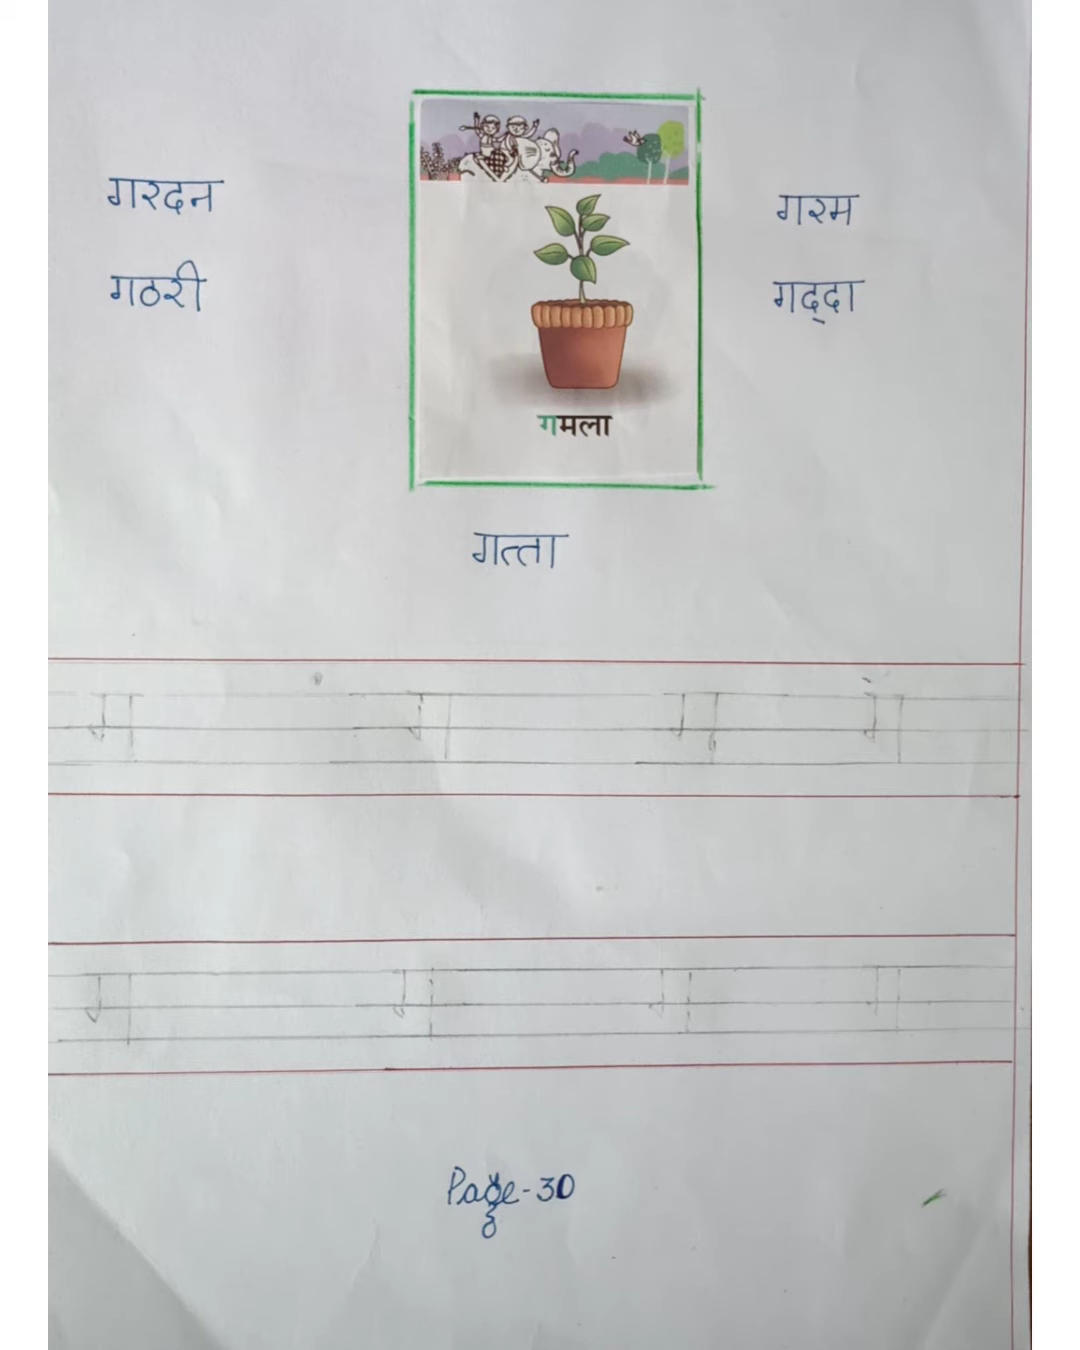 गरदन
गरम
गठरी
गद्दा
गमला
गत्ता
ग ग ग ग
ग ग ग ग
Page-30